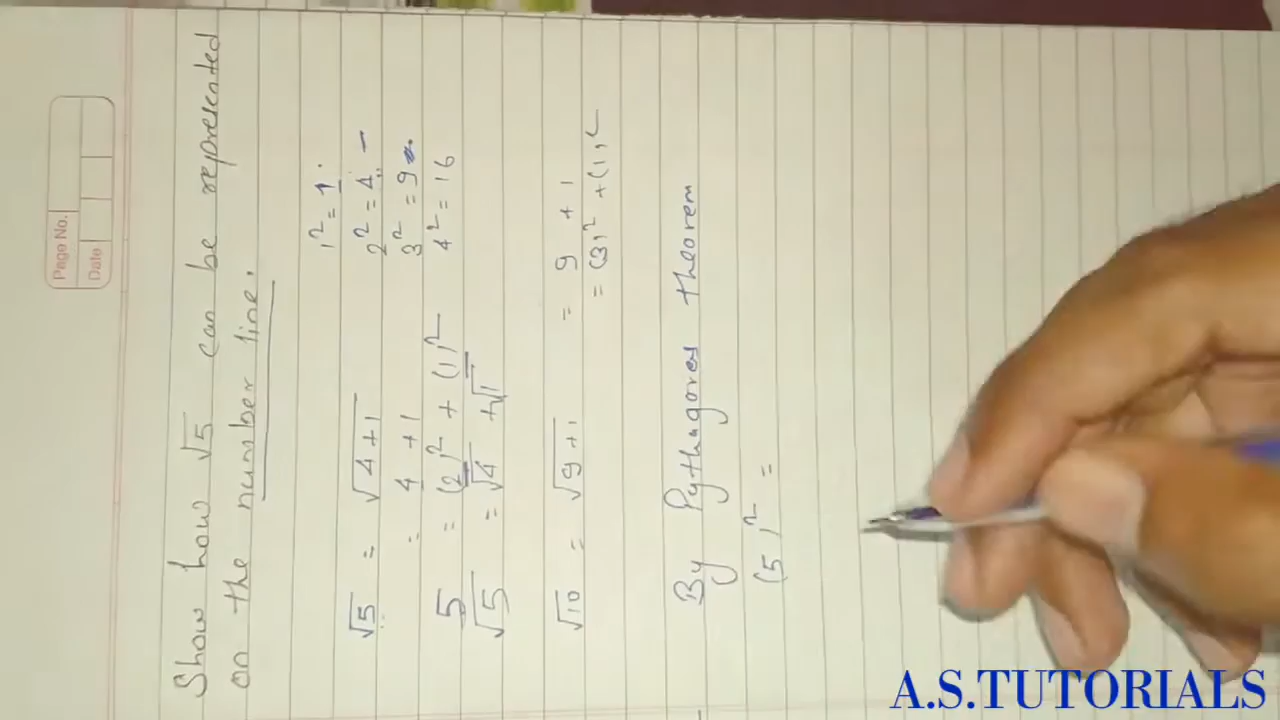 Page No.
Date
Show how √5 can be represented
on the number line.
1² = 1
√5 = √4+1 2² = 4
= 4 + 1 3² = 9
5 = (2)² + (1)² 4² = 16
√5 = √4 + √1
√10 = √9+1 = 9 + 1
= (3)² + (1)²
By Pythagores theorem
(5)² =
A.S.TUTORIALS